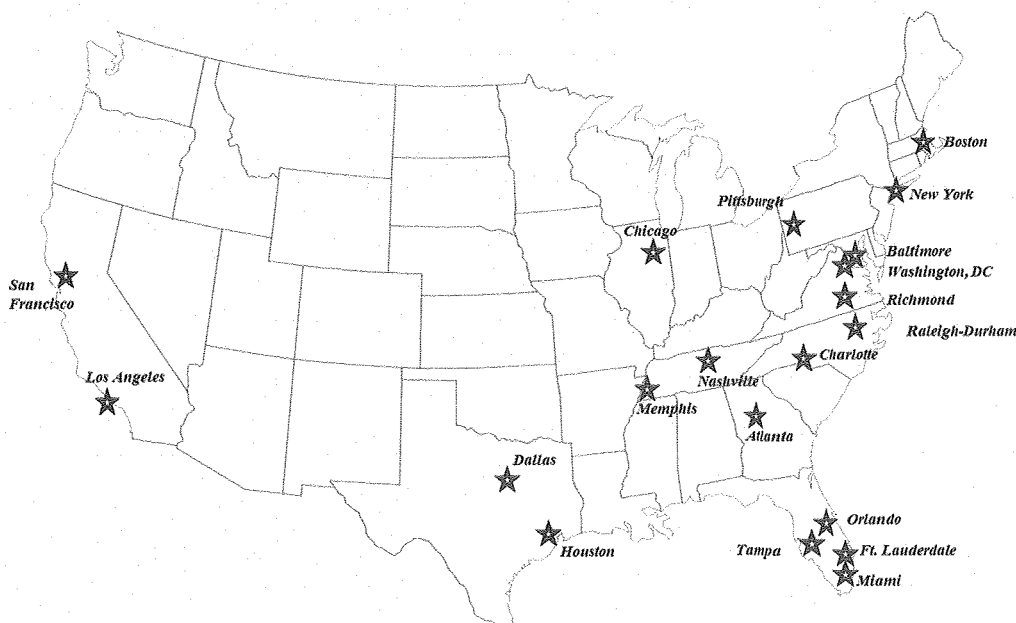 Boston
New York
Pittsburgh
Chicago
Baltimore
Washington, DC
San
Francisco
Richmond
Raleigh-Durham
Charlotte
Los Angeles
Nashville
Memphis
Atlanta
Dallas
Orlando
Houston
Tampa
Ft. Lauderdale
Miami